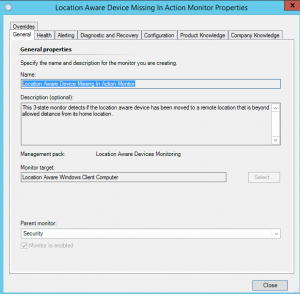 Location Aware Device Missing In Action Monitor Properties
Overrides
General Health Alerting Diagnostic and Recovery Configuration Product Knowledge Company Knowledge
General properties
Specify the name and description for the monitor you are creating.
Name:
Location Aware Device Missing In Action Monitor
Description (optional):
This 3-state monitor detects if the location aware device has been moved to a remote location that is beyond
allowed distance from its home location.
Management pack: Location Aware Devices Monitoring
Monitor target:
Location Aware Windows Client Computer Select...
Parent monitor:
Security
Monitor is enabled
Close